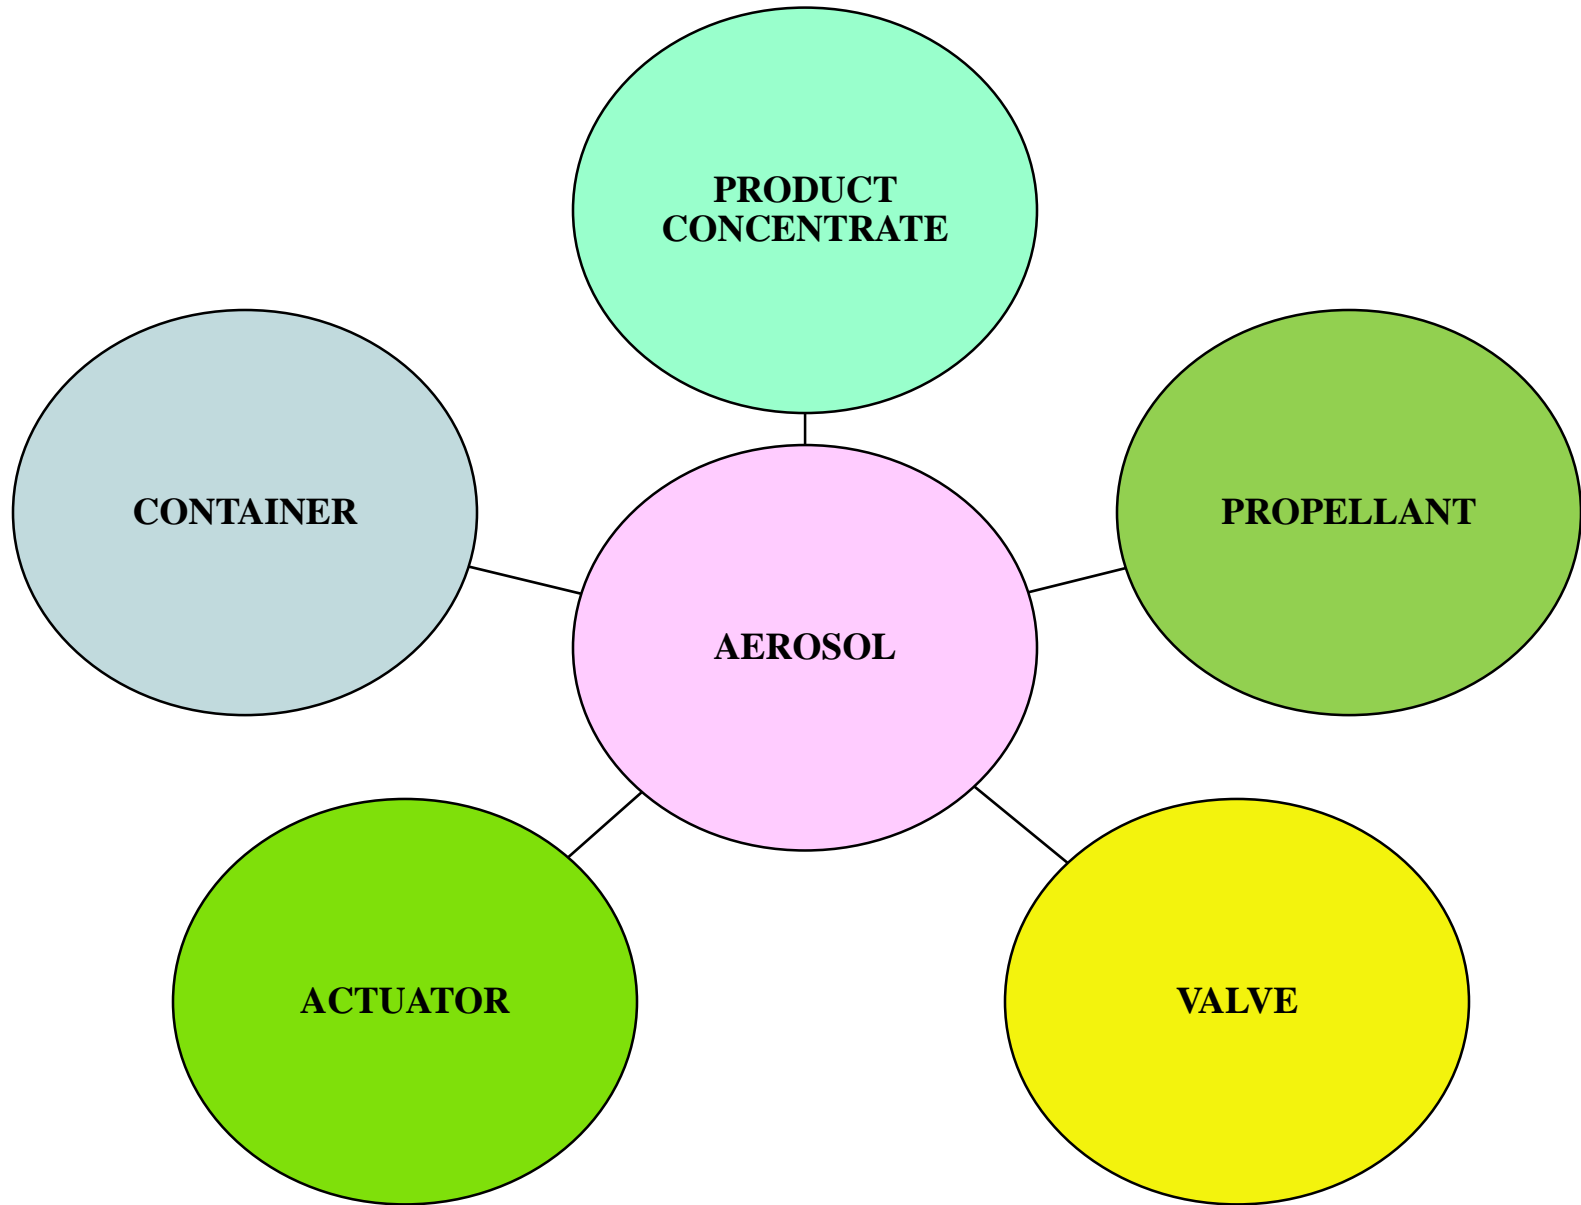 PRODUCT
CONCENTRATE
CONTAINER
PROPELLANT
AEROSOL
ACTUATOR
VALVE